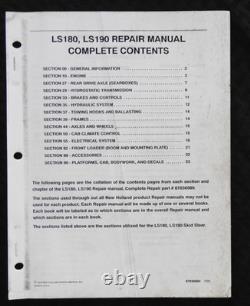 LS180, LS190 REPAIR MANUAL
COMPLETE CONTENTS
SECTION 00 - GENERAL INFORMATION
SECTION 10 - ENGINE
SECTION 27 - REAR DRIVE AXLE (GEARBOXES)
SECTION 29 - HYDROSTATIC TRANSMISSION
SECTION 33 - BRAKES AND CONTROLS
SECTION 35 - HYDRAULIC SYSTEM
SECTION 37 - TOWING HOOKS AND BALLASTING
SECTION 39 - FRAMES
SECTION 44 - AXLES AND WHEELS
SECTION 50 - CAB CLIMATE CONTROL
SECTION 55 - ELECTRICAL SYSTEM
SECTION 82 - FRONT LOADER (BOOM AND MOUNTING PLATE)
SECTION 88 - ACCESSORIES
SECTION 90 - PLATFORM, CAB, BODYWORK, AND DECALS
The following pages are the collation of the contents pages from each section and
chapter of the LS180, LS190 Repair manual. Complete Repair part #
The sections used through out all New Holland product Repair manuals may not be
used for each product. Each Repair manual will be made up of one or several books.
Each book will be labeled as to which sections are in the overall Repair manual and
which sections are in each book.
The sections listed above are the sections utilized for the LS180, LS190 Skid Steer.